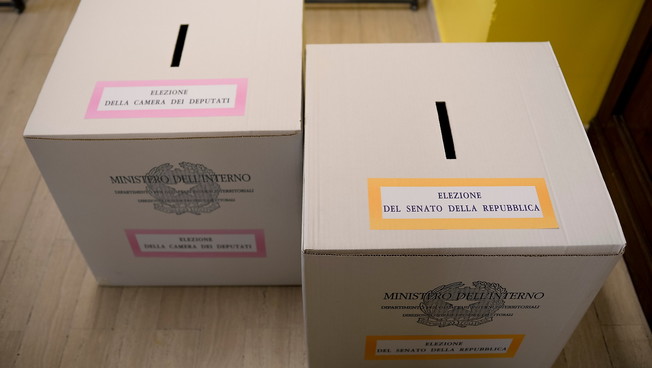 ELEZIONE
DELLA CAMERA DEI DEPUTATI
MINISTERO DELL'INTERNO
ELEZIONE
DELLA CAMERA DEI DEPUTATI
ELEZIONE
DEL SENATO DELLA REPUBBLICA
MINISTERO DELL'INTERNO
ELEZIONE
DEL SENATO DELLA REPUBBLICA